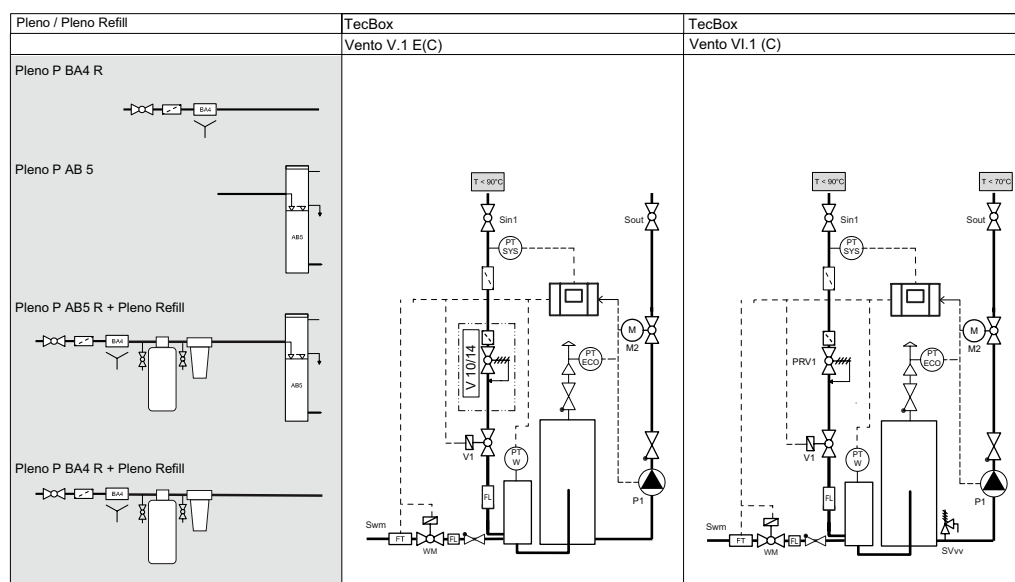 Pleno / Pleno Refill
TecBox
TecBox
Vento V.1 E(C)
Vento VI.1 (C)
Pleno P BA4 R
BA4
Pleno P AB 5
AB5
Pleno P AB5 R + Pleno Refill
BA4
AB5
Pleno P BA4 R + Pleno Refill
BA4
T < 90°C
Sin1
Sout
PT
SYS
M
M2
V 10/14
PT
ECO
V1
PT
W
FL
P1
Swm
FT
WM
FL
T < 90°C
T < 70°C
Sin1
Sout
PT
SYS
M
M2
PRV1
PT
ECO
V1
PT
W
FL
P1
Swm
FT
WM
FL
SVvv